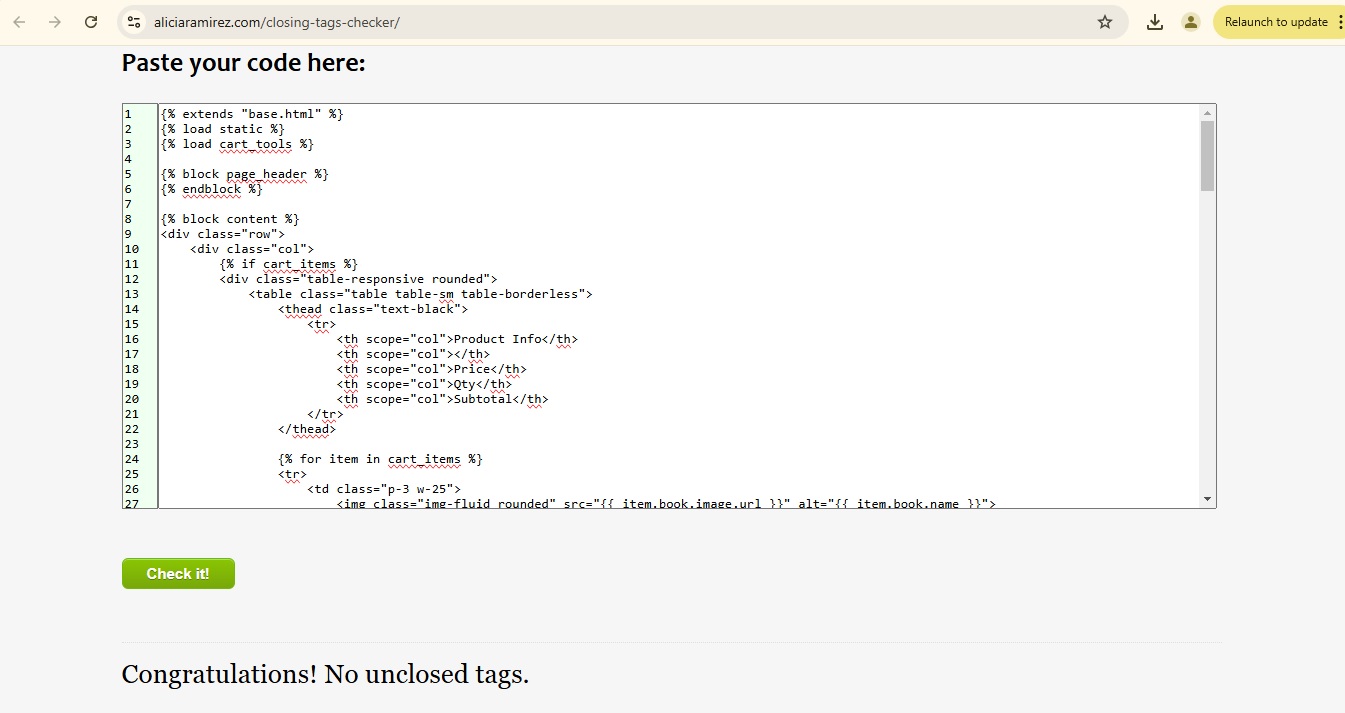 aliciaramirez.com/closing-tags-checker/
Relaunch to update
Paste your code here:
1 {% extends "base.html" %}
2 {% load static %}
3 {% load cart_tools %}
4
5 {% block page_header %}
6 {% endblock %}
7
8 {% block content %}
9 <div class="row">
10 <div class="col">
11 {% if cart_items %}
12 <div class="table-responsive rounded">
13 <table class="table table-sm table-borderless">
14 <thead class="text-black">
15 <tr>
16 <th scope="col">Product Info</th>
17 <th scope="col"></th>
18 <th scope="col">Price</th>
19 <th scope="col">Qty</th>
20 <th scope="col">Subtotal</th>
21 </tr>
22 </thead>
23
24 {% for item in cart_items %}
25 <tr>
26 <td class="p-3 w-25">
27 <img class="img-fluid rounded" src="{{ item.book.image.url }}" alt="{{ item.book.name }}">
Check it!
Congratulations! No unclosed tags.